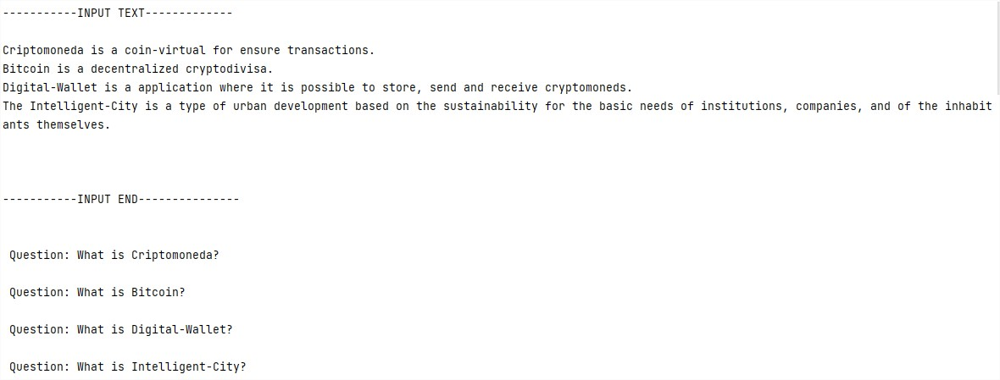 -----------INPUT TEXT-------------
Criptomoneda is a coin-virtual for ensure transactions.
Bitcoin is a decentralized cryptodivisa.
Digital-Wallet is a application where it is possible to store, send and receive cryptomoneds.
The Intelligent-City is a type of urban development based on the sustainability for the basic needs of institutions, companies, and of the inhabit
ants themselves.
-----------INPUT END---------------
Question: What is Criptomoneda?
Question: What is Bitcoin?
Question: What is Digital-Wallet?
Question: What is Intelligent-City?